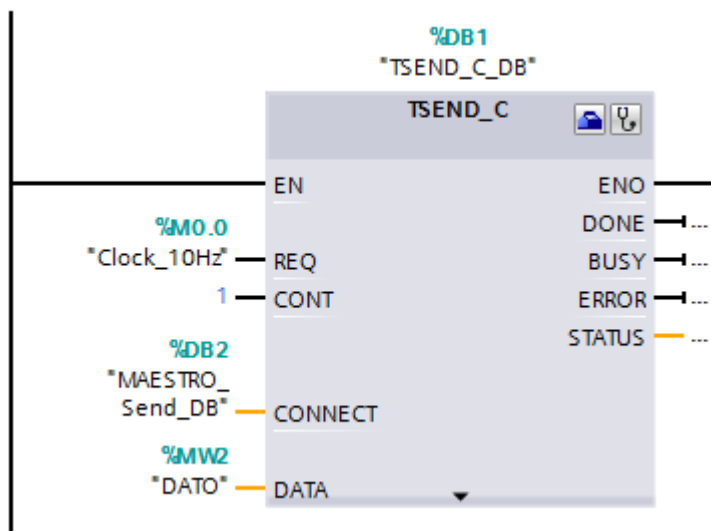 %DB1
"TSEND_C_DB"
TSEND_C
EN ENO
%M0.0 DONE ...
"Clock_10Hz" REQ BUSY ...
1 CONT ERROR ...
%DB2 STATUS ...
"MAESTRO_
Send_DB" CONNECT
%MW2
"DATO" DATA